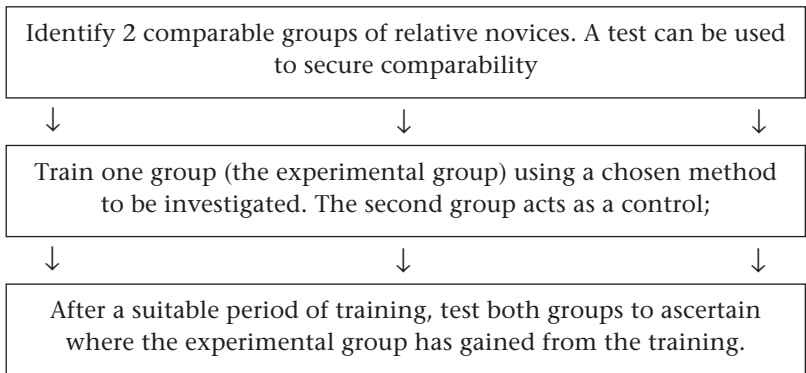 Identify 2 comparable groups of relative novices. A test can be used
to secure comparability
↓ ↓ ↓
Train one group (the experimental group) using a chosen method
to be investigated. The second group acts as a control;
↓ ↓ ↓
After a suitable period of training, test both groups to ascertain
where the experimental group has gained from the training.